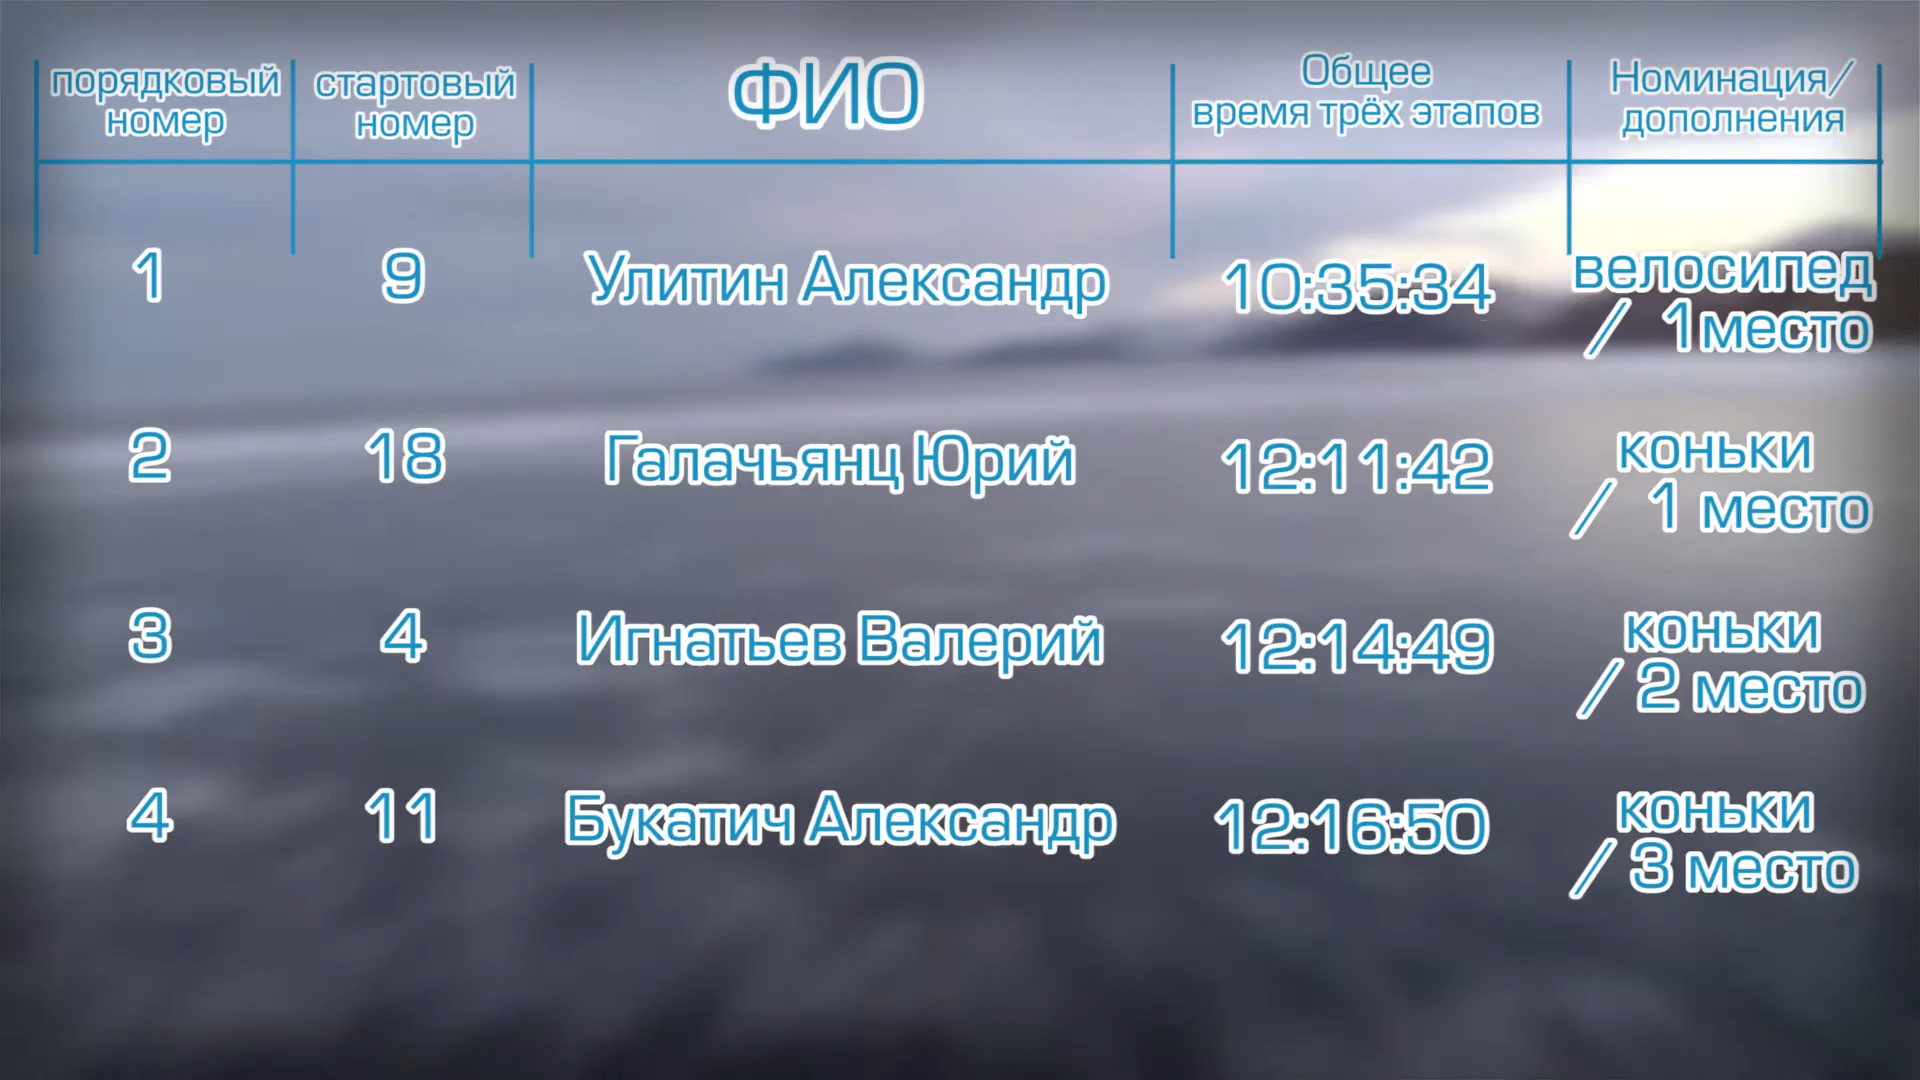 порядковый номер
стартовый номер
ФИО
Общее время трёх этапов
Номинация/ дополнения
1 9 Улитин Александр 10:35:34 велосипед / 1место
2 18 Галачьянц Юрий 12:11:42 коньки / 1 место
3 4 Игнатьев Валерий 12:14:49 коньки / 2 место
4 11 Букатич Александр 12:16:50 коньки / 3 место